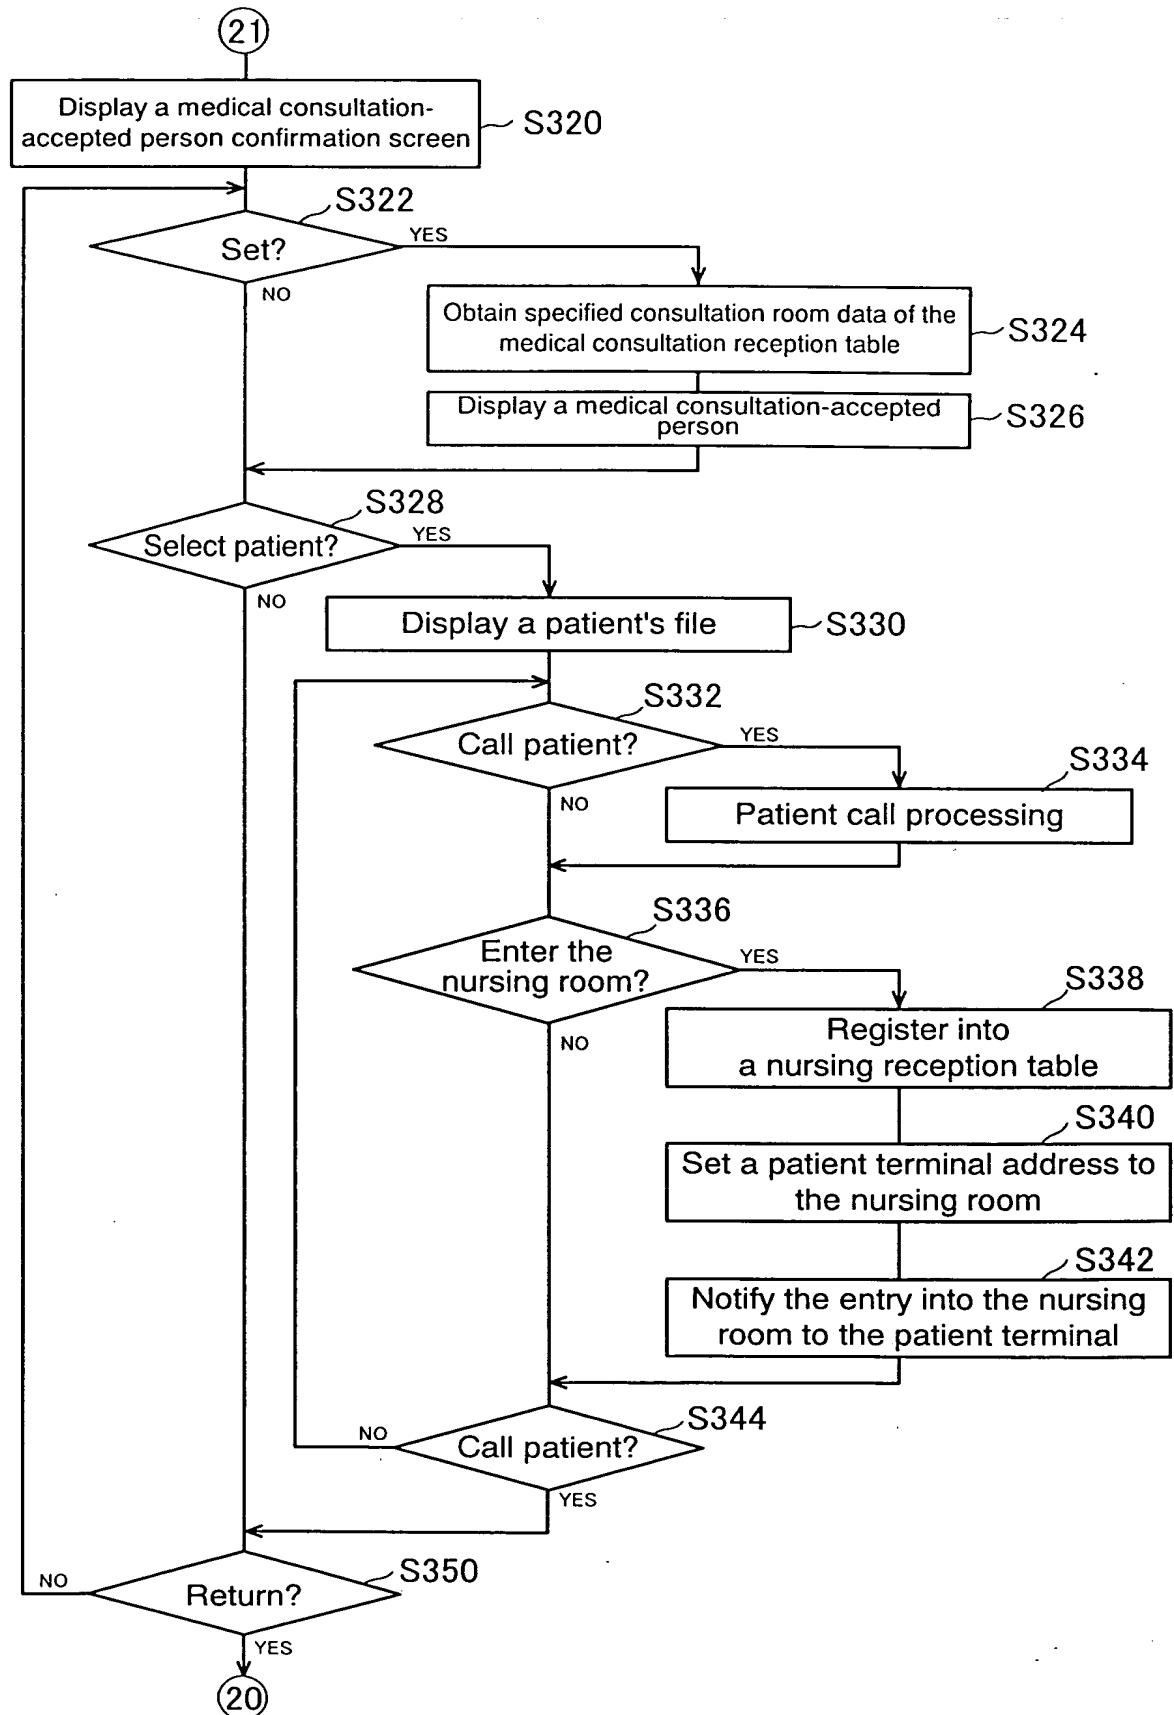 21
Display a medical consultation-
accepted person confirmation screen
S320
S322
Set?
YES
NO
Obtain specified consultation room data of the
medical consultation reception table
S324
Display a medical consultation-accepted
person
S326
S328
Select patient?
YES
NO
Display a patient's file
S330
S332
Call patient?
YES
NO
S334
Patient call processing
S336
Enter the
nursing room?
YES
NO
S338
Register into
a nursing reception table
S340
Set a patient terminal address to
the nursing room
S342
Notify the entry into the nursing
room to the patient terminal
S344
Call patient?
NO
YES
S350
Return?
NO
YES
20